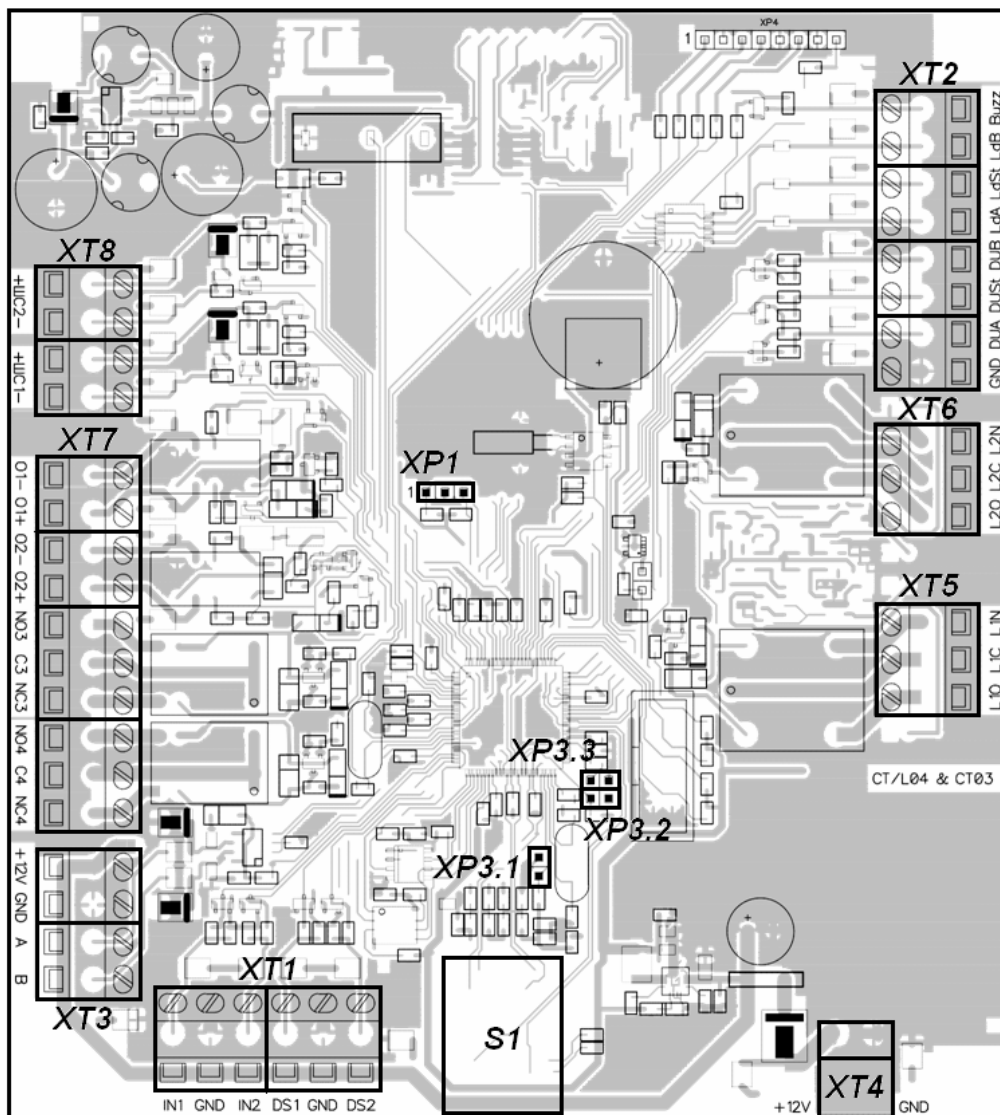 XP4
1
XT2
Buzz
LdB
LdSt
LdA
DUB
DUSt
DUA
GND
XT8
+ШС2-
+ШС1-
XT7
O1-
O1+
O2-
O2+
NO3
C3
NC3
NO4
C4
NC4
XP1
1
XT6
L2N
L2C
L2O
XT5
L1N
L1C
L1O
CT/L04 & CT03
XP3.3
XP3.2
XP3.1
+12V
GND
A
B
XT3
XT1
IN1 GND IN2 DS1 GND DS2
S1
XT4
+12V
GND